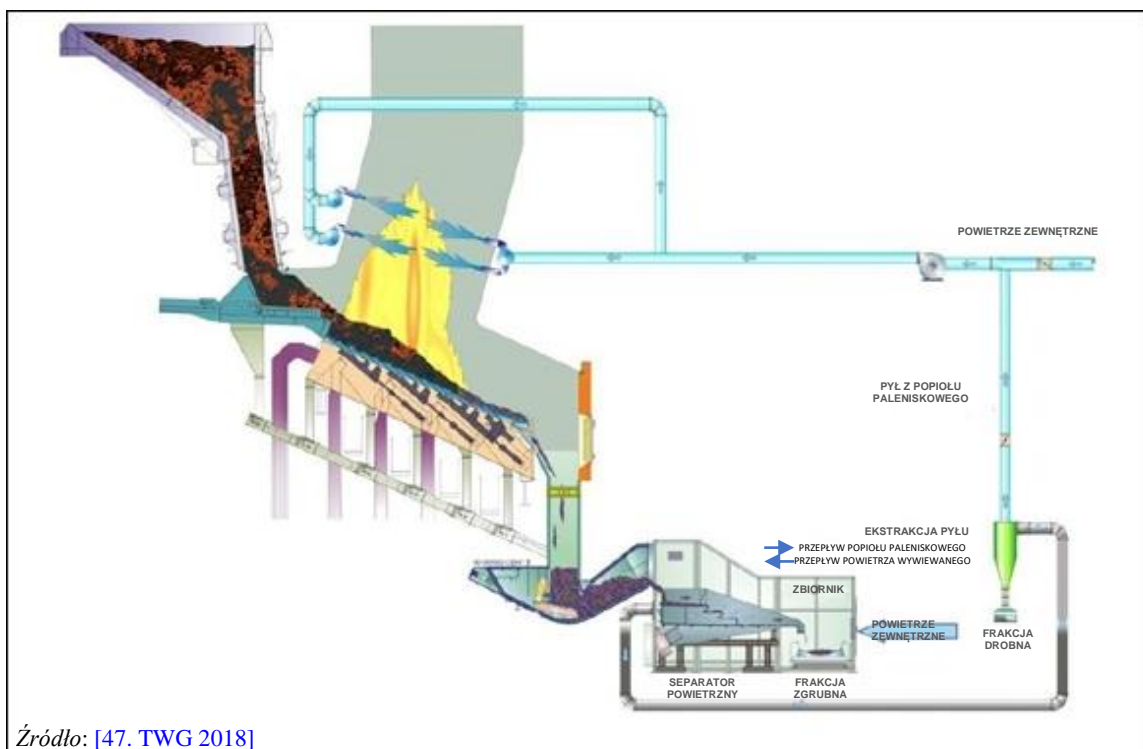 POWIETRZE ZEWNĘTRZNE
PYŁ Z POPIOŁU
PALENISKOWEGO
EKSTRAKCJA PYŁU
PRZEPŁYW POPIOŁU PALENISKOWEGO
PRZEPŁYW POWIETRZA WYWIEWANEGO
ZBIORNIK
POWIETRZE
ZEWNĘTRZNE
FRAKCJA
DROBNA
SEPARATOR
POWIETRZNY
FRAKCJA
ZGRUBNA
Źródło: [47. TWG 2018]